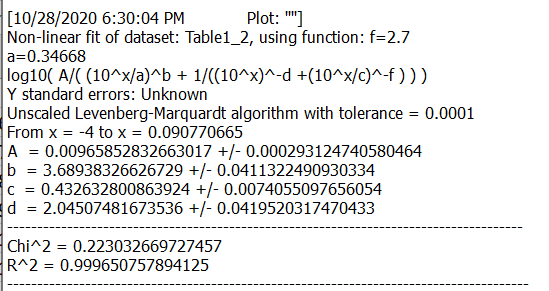 [10/28/2020 6:30:04 PM Plot: ""]
Non-linear fit of dataset: Table1_2, using function: f=2.7
a=0.34668
log10( A/( (10^x/a)^b + 1/((10^x)^-d +(10^x/c)^-f ) ) )
Y standard errors: Unknown
Unscaled Levenberg-Marquardt algorithm with tolerance = 0.0001
From x = -4 to x = 0.090770665
A = 0.00965852832663017 +/- 0.000293124740580464
b = 3.68938326626729 +/- 0.0411322490930334
c = 0.432632800863924 +/- 0.0074055097656054
d = 2.04507481673536 +/- 0.0419520317470433
---------------------------------------------------------------------------------------
Chi^2 = 0.223032669727457
R^2 = 0.999650757894125
---------------------------------------------------------------------------------------